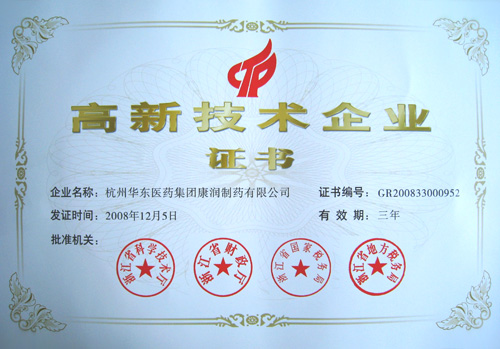 高新技术企业
证书
企业名称：杭州华东医药集团康润制药有限公司 证书编号：GR200833000952
发证时间：2008年12月5日 有效期：三年
批准机关：
浙江省科学技术厅 浙江省财政厅 浙江省国家税务局 浙江省地方税务局